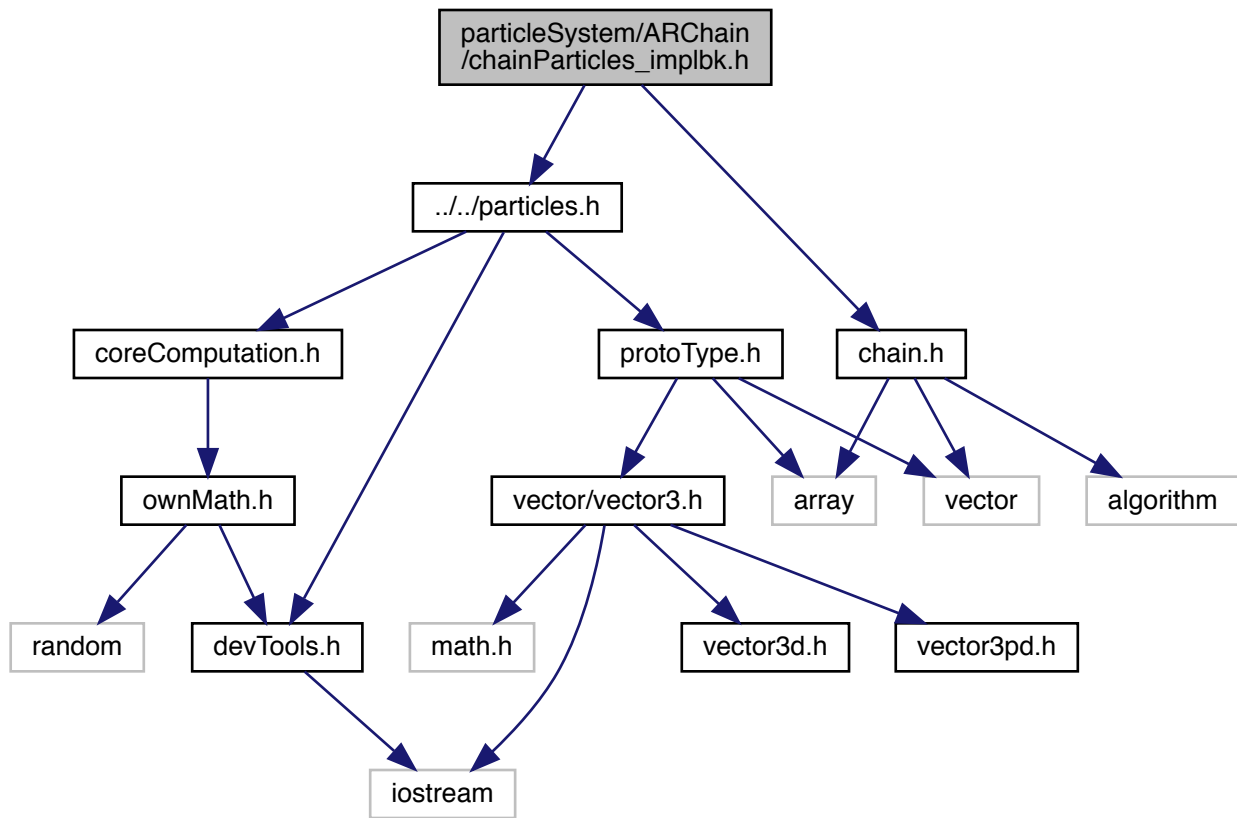 particleSystem/ARChain
/chainParticles_implbk.h
../../particles.h
coreComputation.h
protoType.h
chain.h
ownMath.h
vector/vector3.h
array
vector
algorithm
random
devTools.h
math.h
vector3d.h
vector3pd.h
iostream